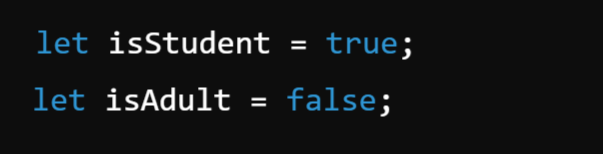 let isStudent = true;
let isAdult = false;